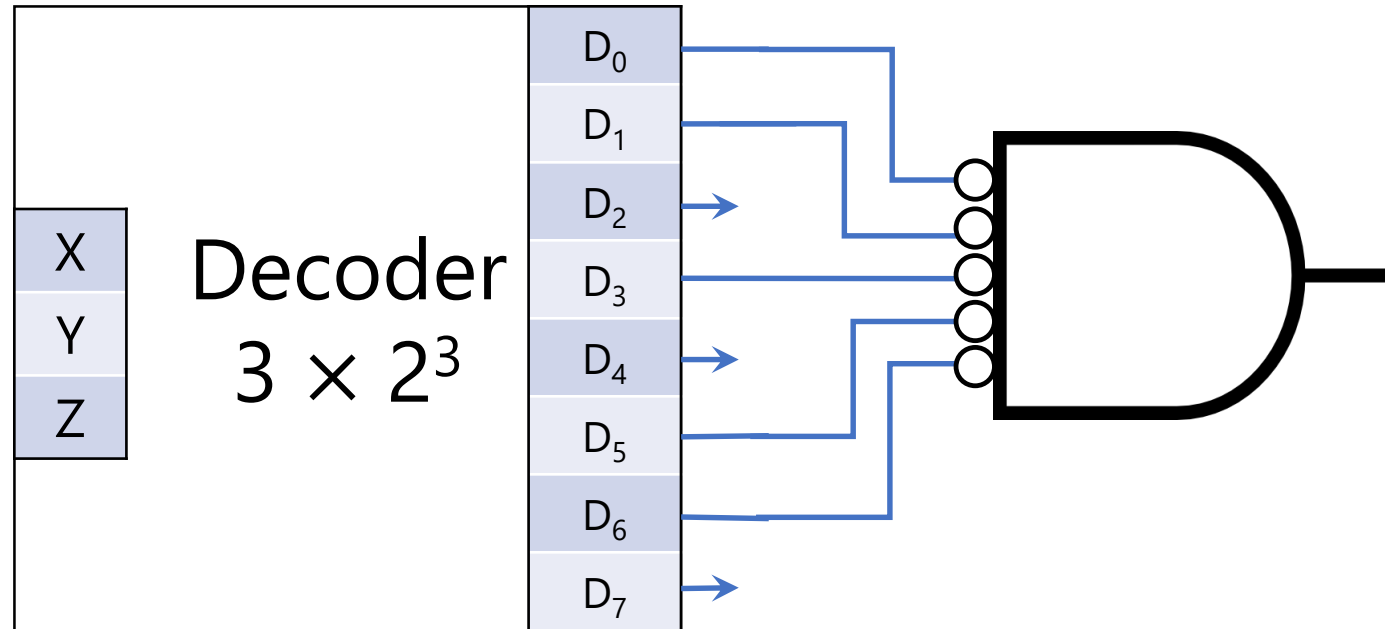 X
Y
Z
Decoder
3 × 2³
D₀
D₁
D₂
D₃
D₄
D₅
D₆
D₇